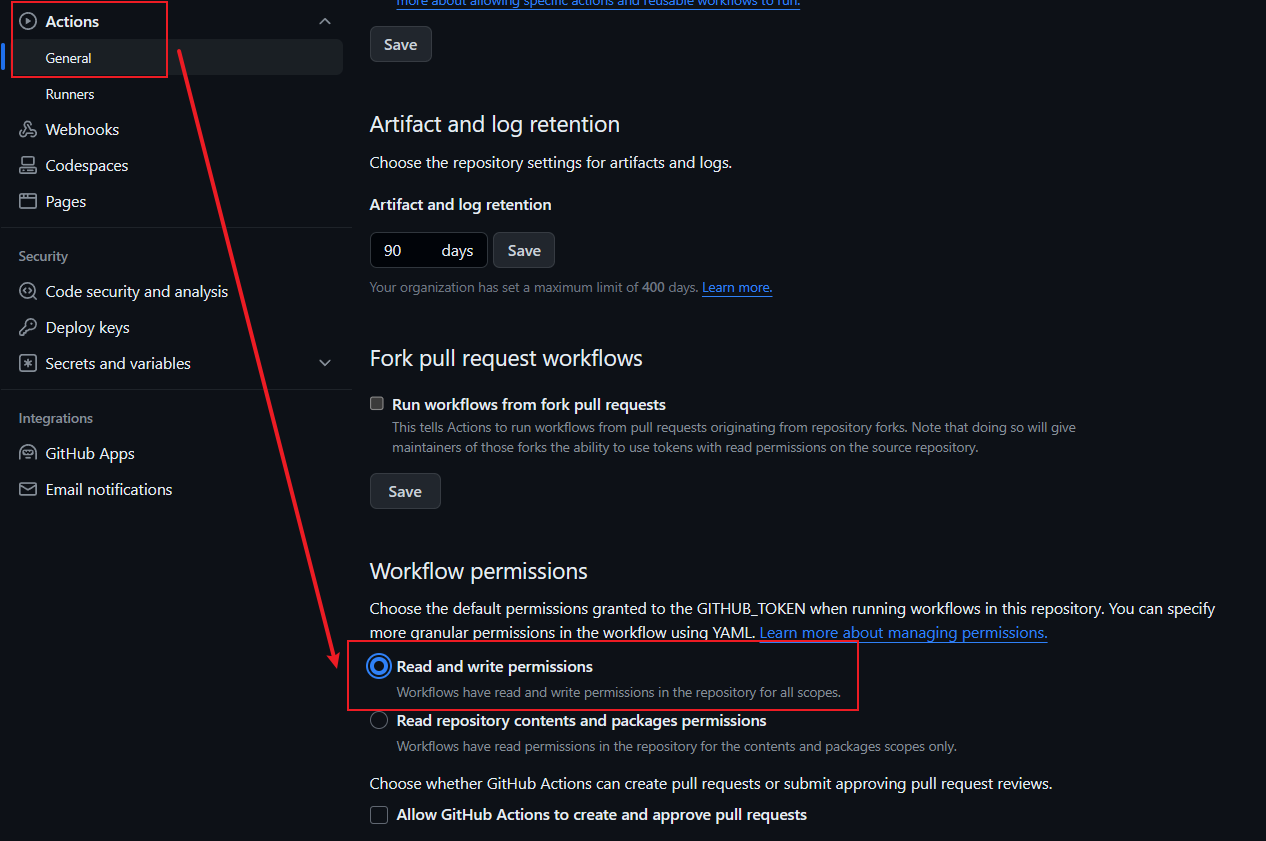 Actions
General
Runners
Webhooks
Codespaces
Pages
Security
Code security and analysis
Deploy keys
Secrets and variables
Integrations
GitHub Apps
Email notifications
more about allowing specific actions and reusable workflows to run.
Save
Artifact and log retention
Choose the repository settings for artifacts and logs.
Artifact and log retention
90 days Save
Your organization has set a maximum limit of 400 days. Learn more.
Fork pull request workflows
Run workflows from fork pull requests
This tells Actions to run workflows from pull requests originating from repository forks. Note that doing so will give
maintainers of those forks the ability to use tokens with read permissions on the source repository.
Save
Workflow permissions
Choose the default permissions granted to the GITHUB_TOKEN when running workflows in this repository. You can specify
more granular permissions in the workflow using YAML. Learn more about managing permissions.
Read and write permissions
Workflows have read and write permissions in the repository for all scopes.
Read repository contents and packages permissions
Workflows have read permissions in the repository for the contents and packages scopes only.
Choose whether GitHub Actions can create pull requests or submit approving pull request reviews.
Allow GitHub Actions to create and approve pull requests